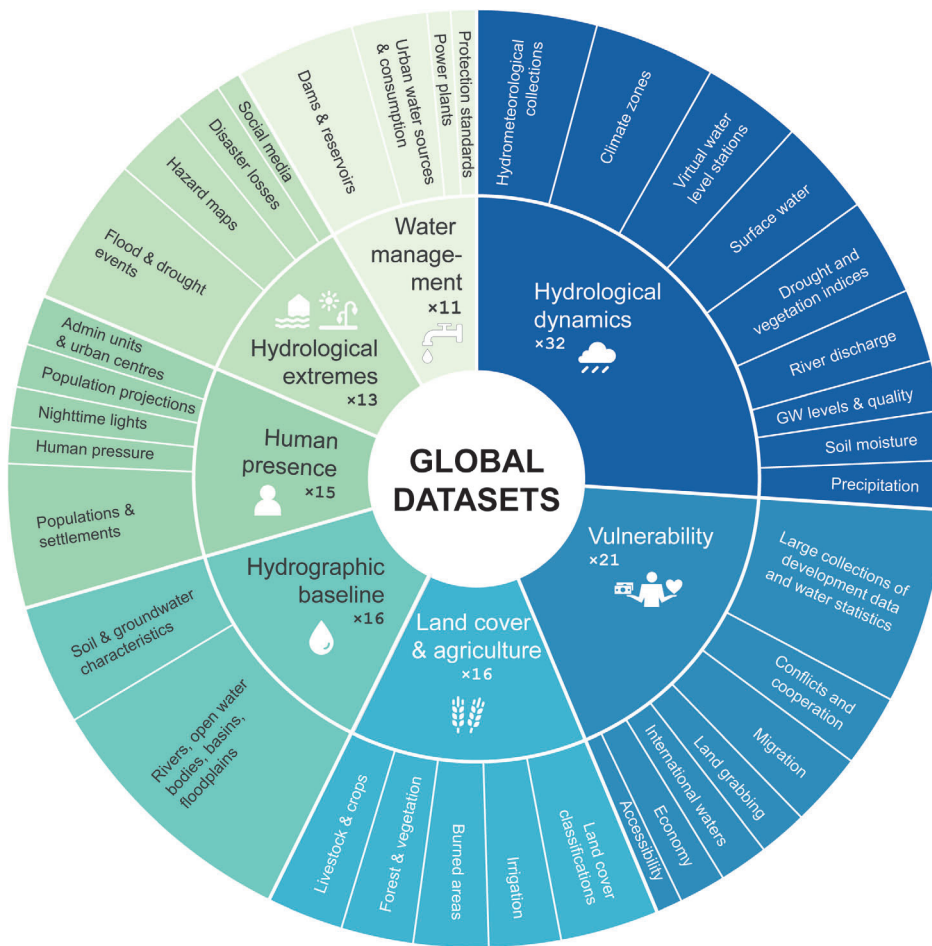 GLOBAL
DATASETS
Hydrological
dynamics
×32
Hydrometeorological
collections
Climate zones
Virtual water
level stations
Surface water
Drought and
vegetation indices
River discharge
GW levels & quality
Soil moisture
Precipitation
Vulnerability
×21
Large collections of
development data
and water statistics
Conflicts and
cooperation
Migration
Land grabbing
International waters
Economy
Accessibility
Land cover
& agriculture
×16
Land cover
classifications
Irrigation
Burned areas
Forest & vegetation
Livestock & crops
Hydrographic
baseline
×16
Rivers, open water
bodies, basins,
floodplains
Soil & groundwater
characteristics
Human
presence
×15
Populations &
settlements
Human pressure
Nighttime lights
Population projections
Admin units
& urban centres
Hydrological
extremes
×13
Flood & drought
events
Hazard maps
Disaster losses
Social media
Water
manage-
ment
×11
Dams & reservoirs
Urban water sources
& consumption
Power plants
Protection standards